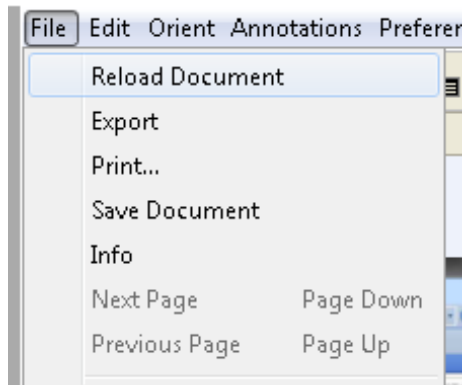 File Edit Orient Annotations
Reload Document
Export
Print...
Save Document
Info
Next Page Page Down
Previous Page Page Up